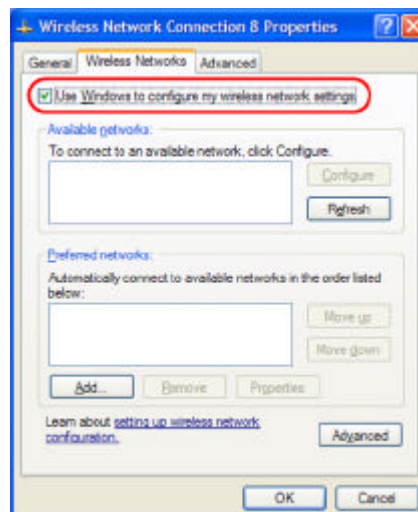 Wireless Network Connection 8 Properties
General Wireless Networks Advanced
Use Windows to configure my wireless network settings
Available networks:
To connect to an available network, click Configure.
Configure
Refresh
Preferred networks:
Automatically connect to available networks in the order listed
below:
Move up
Move down
Add... Remove Properties
Learn about setting up wireless network
configuration.
Advanced
OK Cancel